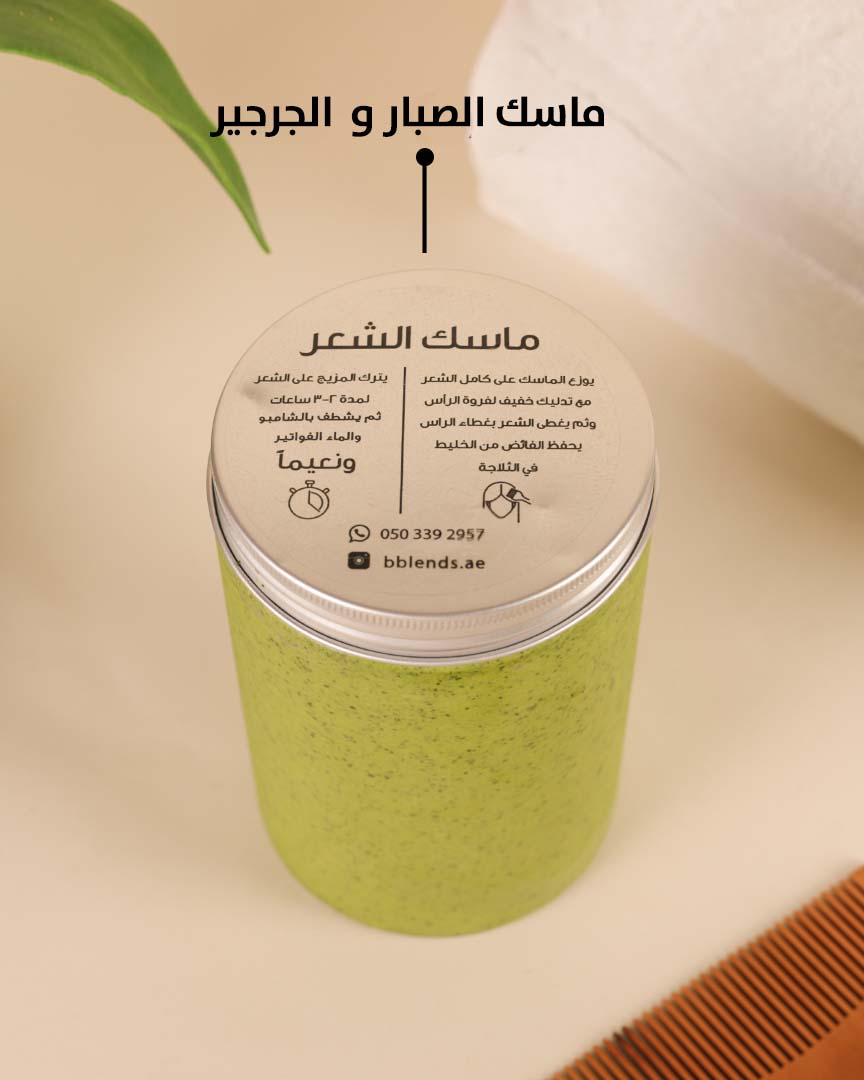 ماسك الصبار و الجرجير
ماسك الشعر
يوزع الماسك على كامل الشعر
مع تدليك خفيف لفروة الرأس
وثم يغطى الشعر بغطاء الراس
يحفظ الفائض من الخليط
في الثلاجة
يترك المزيج على الشعر
لمدة ٢-٣ ساعات
ثم يشطف بالشامبو
والماء الفواتير
ونعيماً
050 339 2957
bblends.ae